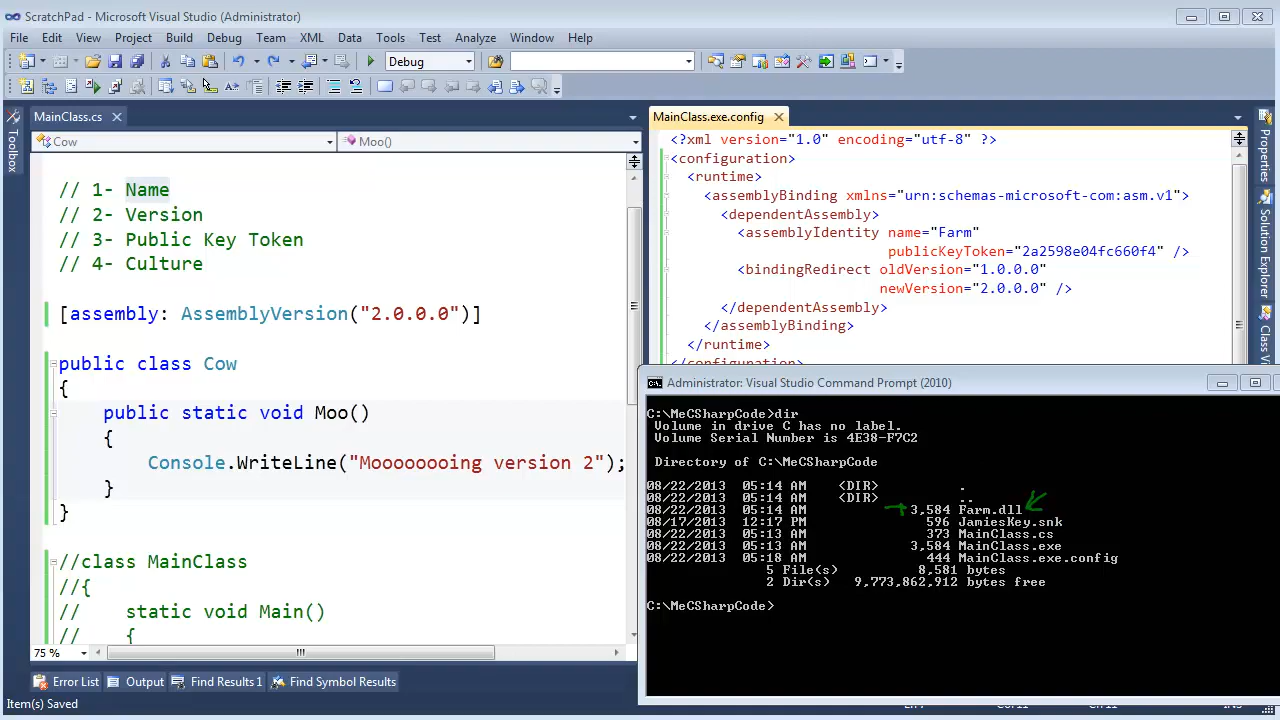 ScratchPad - Microsoft Visual Studio (Administrator)
File Edit View Project Build Debug Team XML Data Tools Test Analyze Window Help
Debug
MainClass.cs
Cow
Moo()
// 1- Name
// 2- Version
// 3- Public Key Token
// 4- Culture
[assembly: AssemblyVersion("2.0.0.0")]
public class Cow
{
public static void Moo()
{
Console.WriteLine("Moooooooing version 2");
}
}
//class MainClass
//{
// static void Main()
// {
75 %
Toolbox
MainClass.exe.config
<?xml version="1.0" encoding="utf-8" ?>
<configuration>
<runtime>
<assemblyBinding xmlns="urn:schemas-microsoft-com:asm.v1">
<dependentAssembly>
<assemblyIdentity name="Farm"
publicKeyToken="2a2598e04fc660f4" />
<bindingRedirect oldVersion="1.0.0.0"
newVersion="2.0.0.0" />
</dependentAssembly>
</assemblyBinding>
</runtime>
</configuration>
Properties
Solution Explorer
Class Vi
Administrator: Visual Studio Command Prompt (2010)
C:\MeCSharpCode>dir
Volume in drive C has no label.
Volume Serial Number is 4E38-F7C2
Directory of C:\MeCSharpCode
08/22/2013 05:14 AM <DIR> .
08/22/2013 05:14 AM <DIR> ..
08/22/2013 05:14 AM 3,584 Farm.dll
08/17/2013 12:17 PM 596 JamiesKey.snk
08/22/2013 05:13 AM 373 MainClass.cs
08/22/2013 05:13 AM 3,584 MainClass.exe
08/22/2013 05:18 AM 444 MainClass.exe.config
5 File(s) 8,581 bytes
2 Dir(s) 9,773,862,912 bytes free
C:\MeCSharpCode>
Error List Output Find Results 1 Find Symbol Results
Item(s) Saved